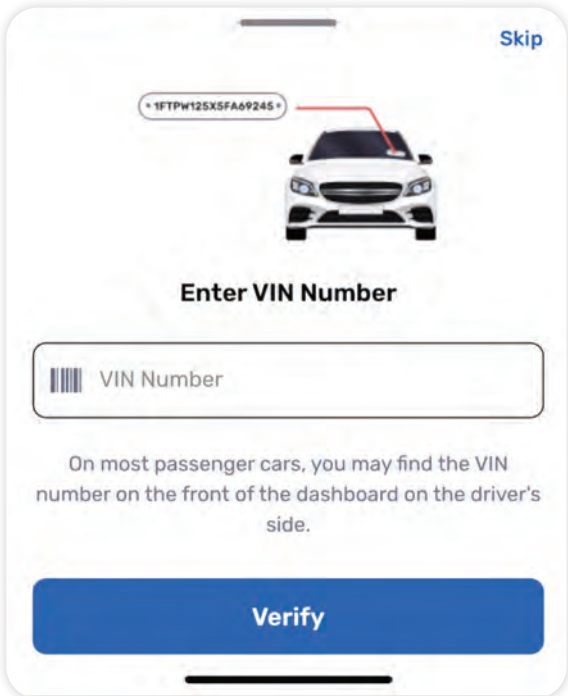 Skip
• 1FTPW125X5FA69245 •
Enter VIN Number
VIN Number
On most passenger cars, you may find the VIN
number on the front of the dashboard on the driver's
side.
Verify